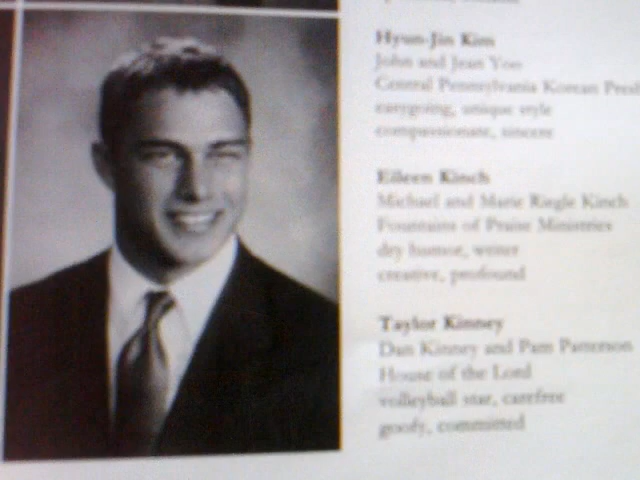 Hyun-Jin Kim
John and Jean Yoo
Central Pennsylvania Korean
easygoing, unique style
compassionate, sincere
Eileen Kinch
Michael and Marie Riegle Kinch
Fountains of Praise Ministries
dry humor, writer
creative, profound
Taylor Kinney
Dan Kinney and Pam Patterson
House of the Lord
volleyball star, carefree
goofy, committed